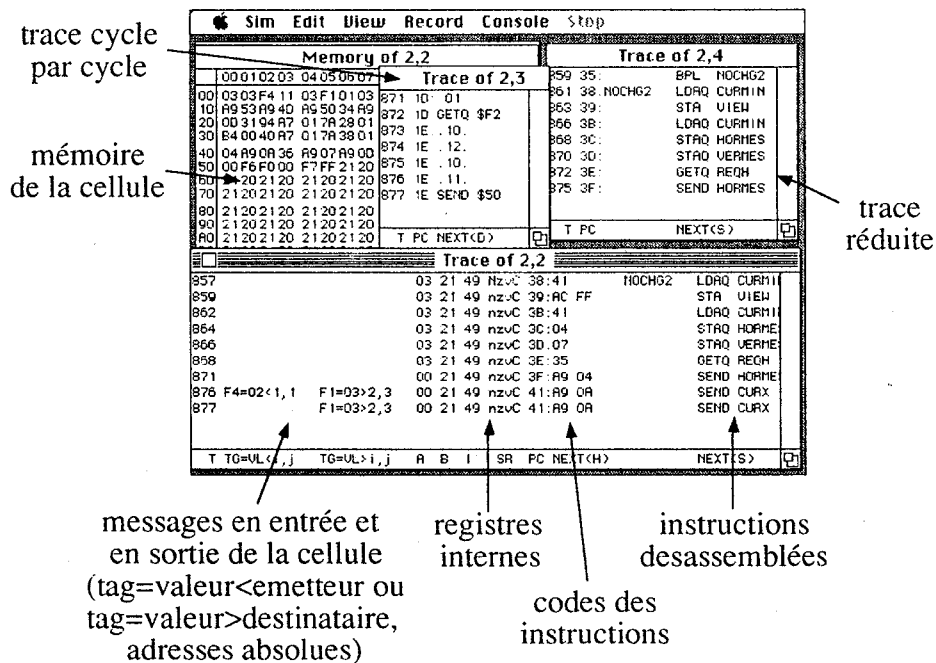 Sim Edit View Record Console Stop
trace cycle
par cycle
mémoire
de la cellule
trace
réduite
Memory of 2,2
00 01 02 03 04 05 06 07
00 03 03 F4 11 03 F1 01 03
10 A9 53 A9 40 A9 50 34 A9
20 0D 31 94 A7 01 7A 28 01
30 B4 00 40 A7 01 7A 38 01
40 04 A9 0A 36 A9 07 A9 0D
50 00 F6 F0 00 F7 FF 21 20
20 21 20 21 20 21 20
70 21 20 21 20 21 20 21 20
80 21 20 21 20 21 20 21 20
90 21 20 21 20 21 20 21 20
A0 21 20 21 20 21 20 21 20
Trace of 2,3
871 1D: 01
872 1D GETQ $F2
873 1E ..10.
874 1E ..12.
875 1E ..10.
876 1E ..11.
877 1E SEND $50
T PC NEXT(D)
Trace of 2,4
859 35: BPL NOCHG2
861 38.NOCHG2 LDAQ CURMIN
863 39: STA VIEW
866 3B: LDAQ CURMIN
868 3C: STAQ HORMES
870 3D: STAQ VERMES
872 3E: GETQ REQH
875 3F: SEND HORMES
T PC NEXT(S)
Trace of 2,2
857 03 21 49 NzvC 38:41 NOCHG2 LDAQ CURMI
859 03 21 49 nzvC 39:AC FF STA VIEW
862 03 21 49 nzvC 3B:41 LDAQ CURMI
864 03 21 49 nzvC 3C:04 STAQ HORME
866 03 21 49 nzvC 3D.07 STAQ VERME
868 03 21 49 nzvC 3E:35 GETQ REQH
871 00 21 49 nzvC 3F:A9 04 SEND HORME
876 F4=02<1,1 F1=03>2,3 00 21 49 nzvC 41:A9 0A SEND CURX
877 F1=03>2,3 00 21 49 nzvC 41:A9 0A SEND CURX
T TG=VL<i,j TG=VL>i,j A B I SR PC NEXT(H) NEXT(S)
messages en entrée et
en sortie de la cellule
(tag=valeur<emetteur ou
tag=valeur>destinataire,
adresses absolues)
registres
internes
codes des
instructions
instructions
desassemblées